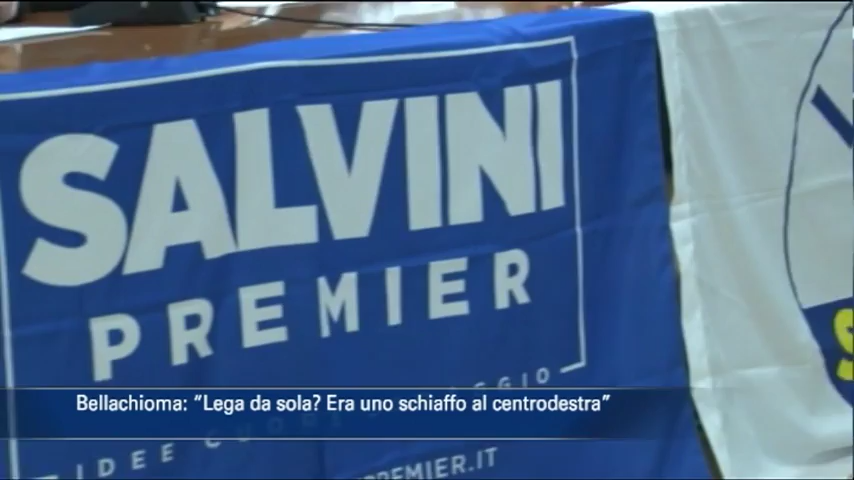 SALVINI
PREMIER
Bellachioma: “Lega da sola? Era uno schiaffo al centrodestra”
IDEE
PREMIER.IT